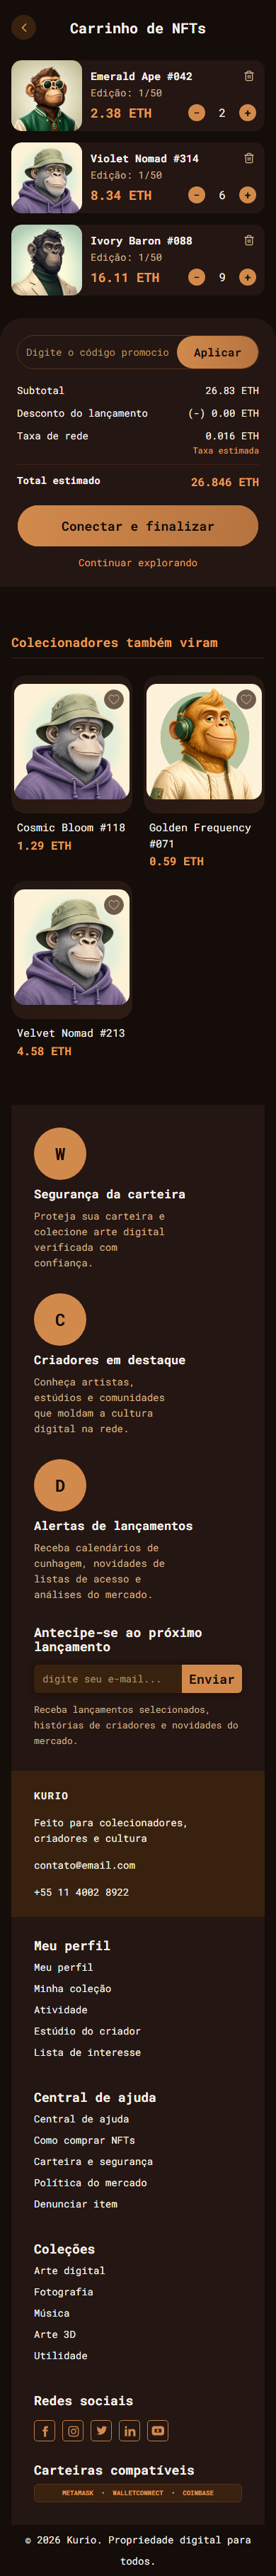 Carrinho de NFTs
Emerald Ape #042
Edição: 1/50
2.38 ETH
- 2 +
Violet Nomad #314
Edição: 1/50
8.34 ETH
- 6 +
Ivory Baron #088
Edição: 1/50
16.11 ETH
- 9 +
Digite o código promocio
Aplicar
Subtotal 26.83 ETH
Desconto do lançamento (-) 0.00 ETH
Taxa de rede 0.016 ETH
Taxa estimada
Total estimado 26.846 ETH
Conectar e finalizar
Continuar explorando
Colecionadores também viram
Cosmic Bloom #118
1.29 ETH
Golden Frequency
#071
0.59 ETH
Velvet Nomad #213
4.58 ETH
W
Segurança da carteira
Proteja sua carteira e
colecione arte digital
verificada com
confiança.
C
Criadores em destaque
Conheça artistas,
estúdios e comunidades
que moldam a cultura
digital na rede.
D
Alertas de lançamentos
Receba calendários de
cunhagem, novidades de
listas de acesso e
análises do mercado.
Antecipe-se ao próximo
lançamento
digite seu e-mail...
Enviar
Receba lançamentos selecionados,
histórias de criadores e novidades do
mercado.
KURIO
Feito para colecionadores,
criadores e cultura
contato@email.com
+55 11 4002 8922
Meu perfil
Meu perfil
Minha coleção
Atividade
Estúdio do criador
Lista de interesse
Central de ajuda
Central de ajuda
Como comprar NFTs
Carteira e segurança
Política do mercado
Denunciar item
Coleções
Arte digital
Fotografia
Música
Arte 3D
Utilidade
Redes sociais
Carteiras compatíveis
METAMASK • WALLETCONNECT • COINBASE
© 2026 Kurio. Propriedade digital para
todos.